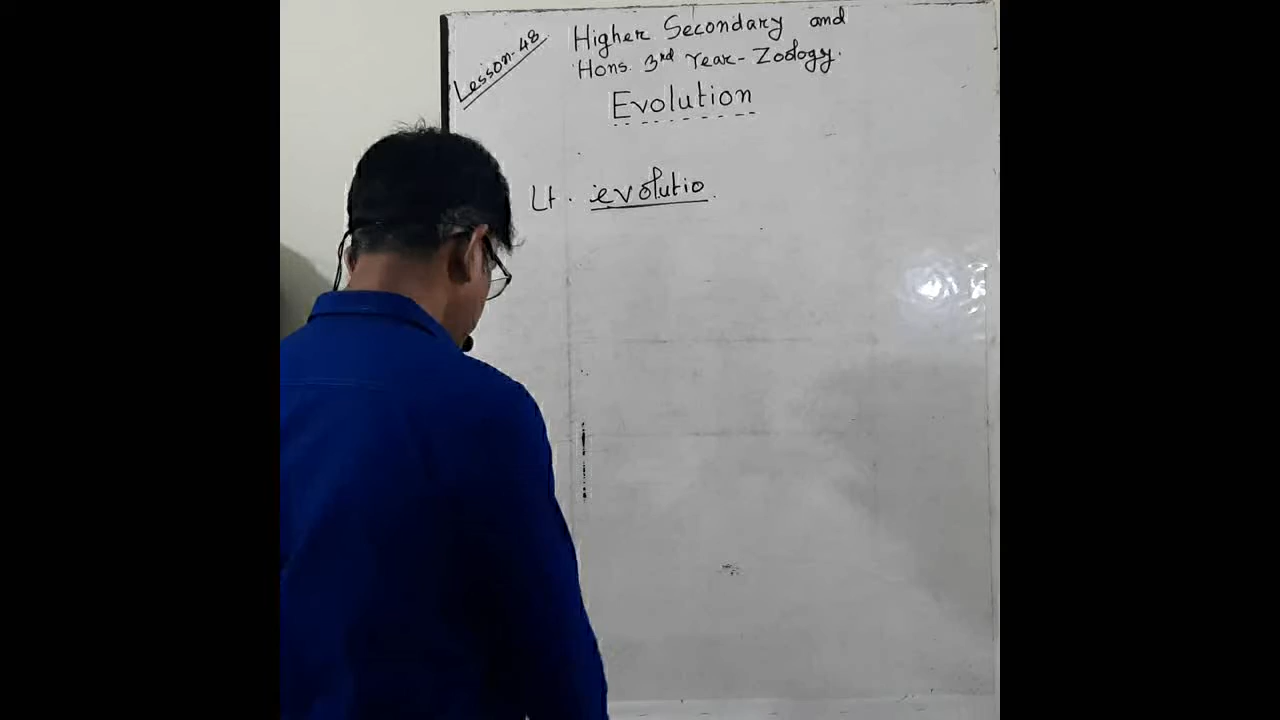 Lesson-48
Higher Secondary and
Hons. 3rd Year-Zoology.
Evolution
Lt. evolutio.